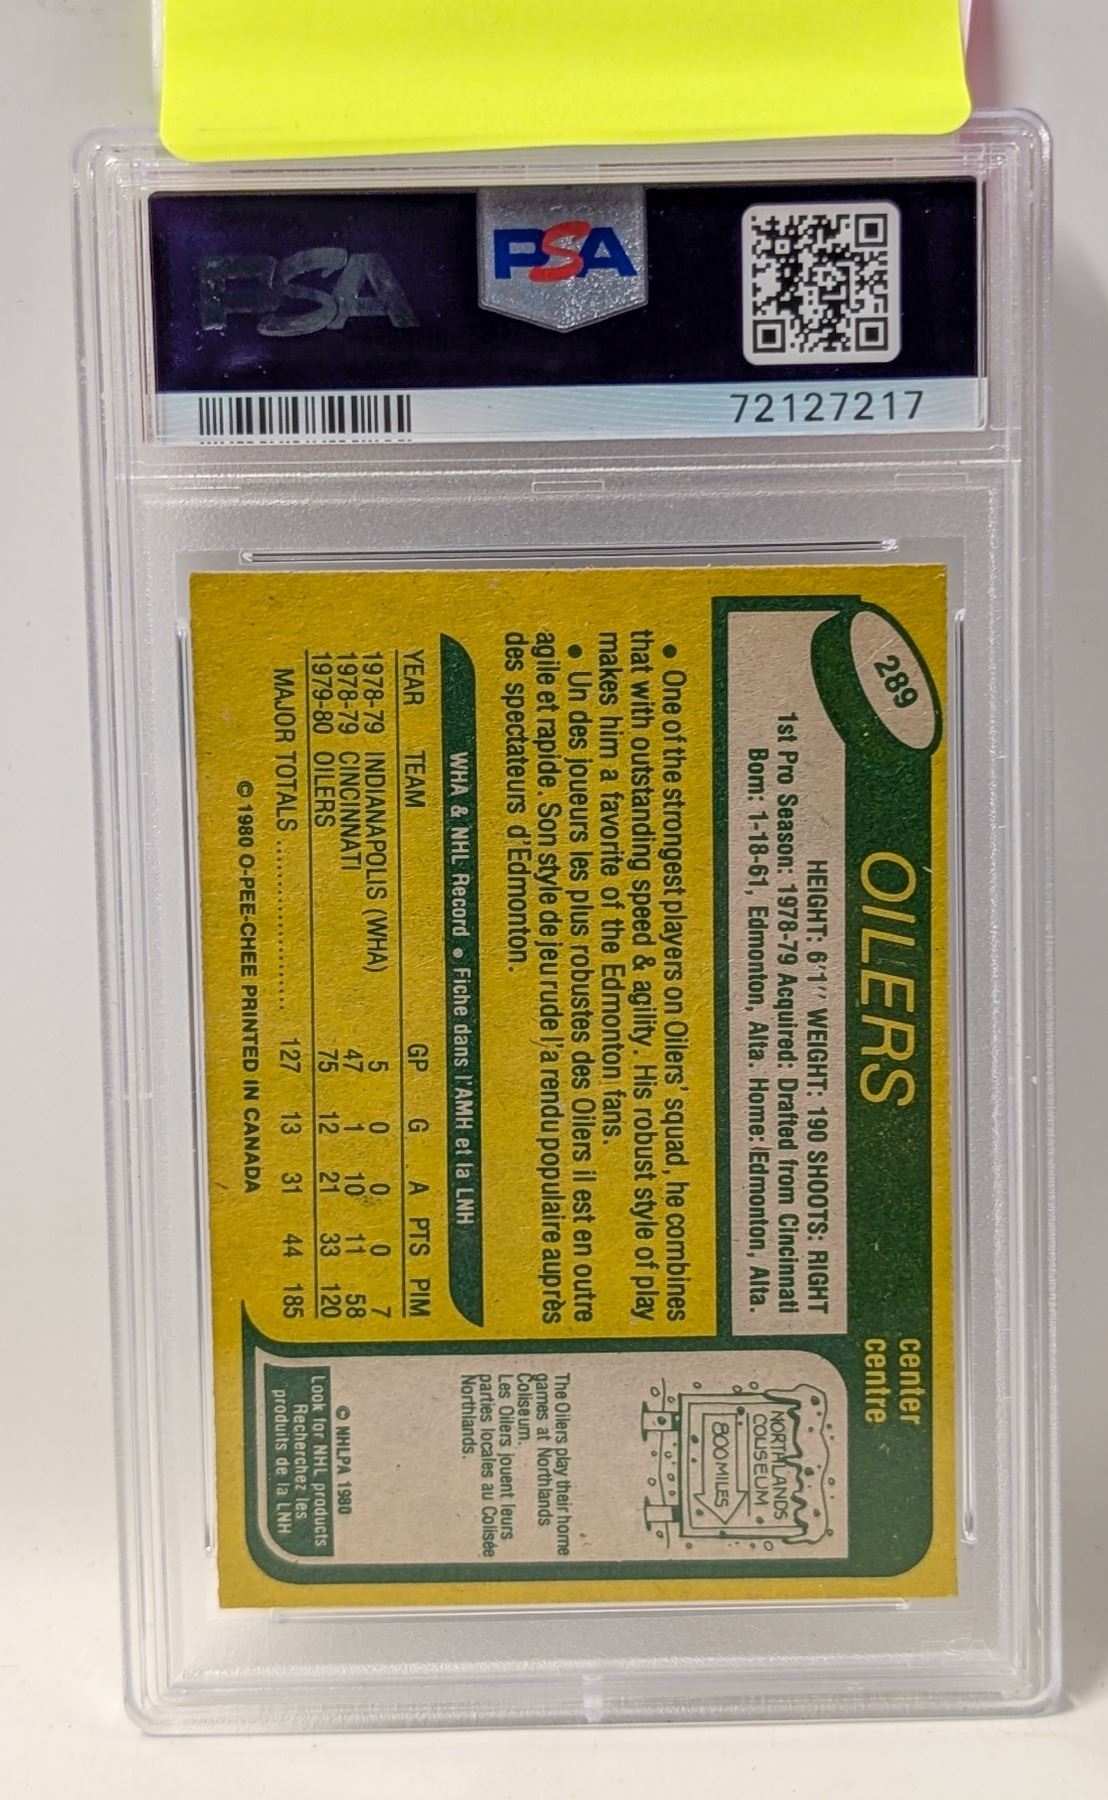 PSA
PSA
72127217
289
OILERS
center
centre
HEIGHT: 6'1" WEIGHT: 190 SHOOTS: RIGHT
1st Pro Season: 1978-79 Acquired: Drafted from Cincinnati
Born: 1-18-61, Edmonton, Alta. Home: Edmonton, Alta.
• One of the strongest players on Oilers' squad, he combines
that with outstanding speed & agility. His robust style of play
makes him a favorite of the Edmonton fans.
• Un des joueurs les plus robustes des Oilers il est en outre
agile et rapide. Son style de jeu rude l'a rendu populaire auprès
des spectateurs d'Edmonton.
WHA & NHL Record • Fiche dans l'AMH et la LNH
YEAR TEAM GP G A PTS PIM
1978-79 INDIANAPOLIS (WHA) 5 0 0 0 7
1978-79 CINCINNATI 47 1 10 11 58
1979-80 OILERS 75 12 21 33 120
MAJOR TOTALS .................. 127 13 31 44 185
© 1980 O-PEE-CHEE PRINTED IN CANADA
NORTHLANDS
COLISEUM
800 MILES
The Oilers play their home
games at Northlands
Coliseum.
Les Oilers jouent leurs
parties locales au Colisée
Northlands.
© NHLPA 1980
Look for NHL products
Recherchez les
produits de la LNH
PSA